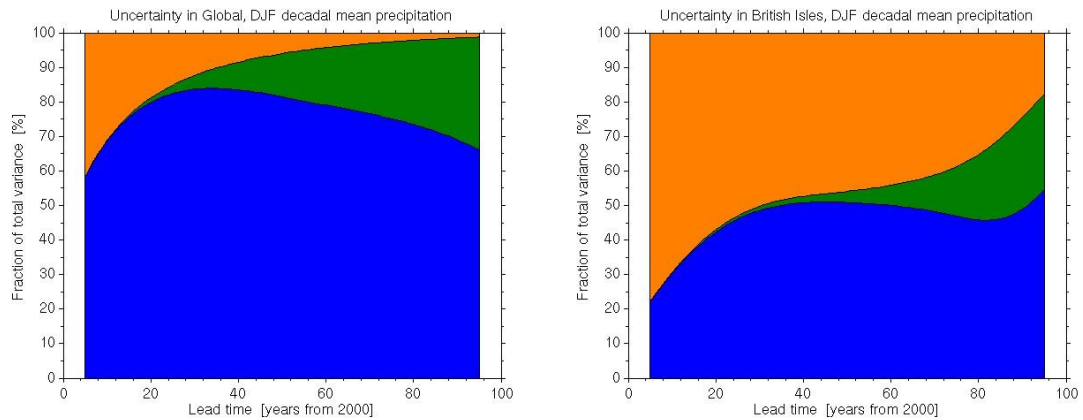 Uncertainty in Global, DJF decadal mean precipitation
Fraction of total variance [%]
100
90
80
70
60
50
40
30
20
10
0
0 20 40 60 80 100
Lead time [years from 2000]
Uncertainty in British Isles, DJF decadal mean precipitation
Fraction of total variance [%]
100
90
80
70
60
50
40
30
20
10
0
0 20 40 60 80 100
Lead time [years from 2000]